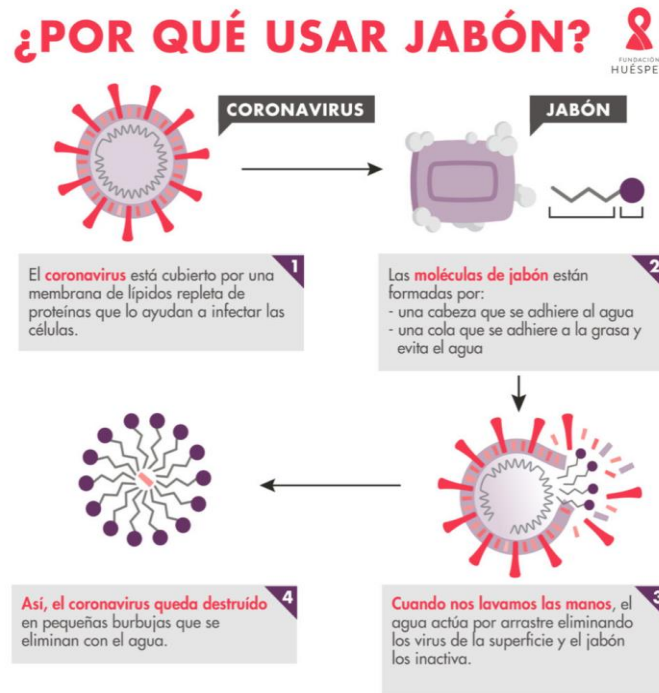 ¿POR QUÉ USAR JABÓN?
FUNDACIÓN
HUÉSPE
CORONAVIRUS
JABÓN
1
El coronavirus está cubierto por una
membrana de lípidos repleta de
proteínas que lo ayudan a infectar las
células.
2
Las moléculas de jabón están
formadas por:
- una cabeza que se adhiere al agua
- una cola que se adhiere a la grasa y
evita el agua
3
Cuando nos lavamos las manos, el
agua actúa por arrastre eliminando
los virus de la superficie y el jabón
los inactiva.
4
Así, el coronavirus queda destruído
en pequeñas burbujas que se
eliminan con el agua.